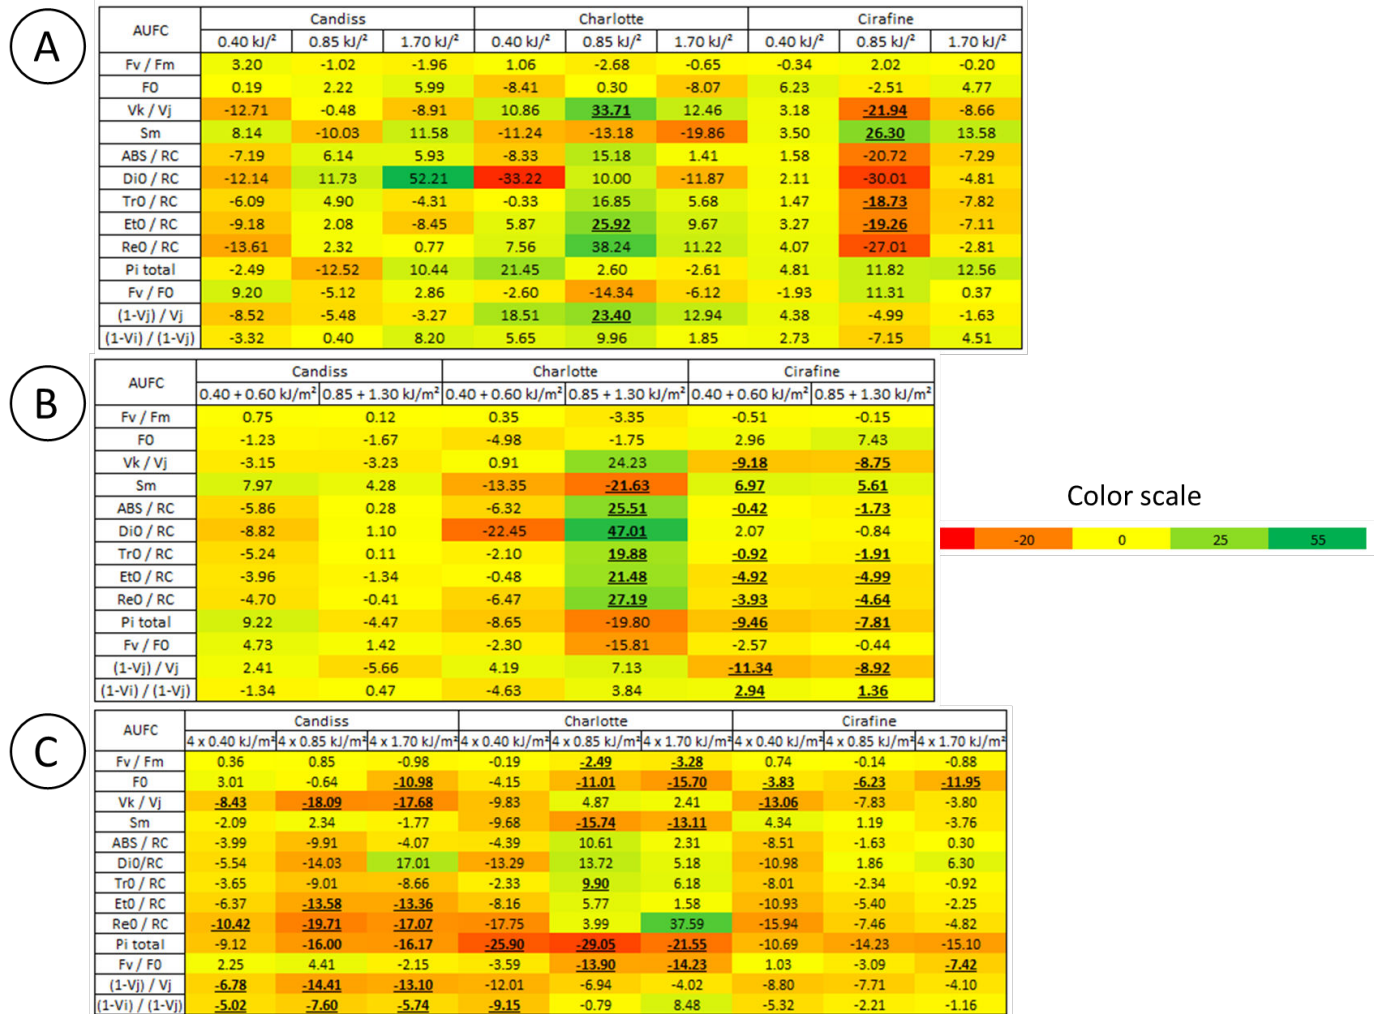 A
AUFC Candiss Charlotte Cirafine
0.40 kJ/² 0.85 kJ/² 1.70 kJ/² 0.40 kJ/² 0.85 kJ/² 1.70 kJ/² 0.40 kJ/² 0.85 kJ/² 1.70 kJ/²
Fv / Fm 3.20 -1.02 -1.96 1.06 -2.68 -0.65 -0.34 2.02 -0.20
F0 0.19 2.22 5.99 -8.41 0.30 -8.07 6.23 -2.51 4.77
Vk / Vj -12.71 -0.48 -8.91 10.86 33.71 12.46 3.18 -21.94 -8.66
Sm 8.14 -10.03 11.58 -11.24 -13.18 -19.86 3.50 26.30 13.58
ABS / RC -7.19 6.14 5.93 -8.33 15.18 1.41 1.58 -20.72 -7.29
Di0 / RC -12.14 11.73 52.21 -33.22 10.00 -11.87 2.11 -30.01 -4.81
Tr0 / RC -6.09 4.90 -4.31 -0.33 16.85 5.68 1.47 -18.73 -7.82
Et0 / RC -9.18 2.08 -8.45 5.87 25.92 9.67 3.27 -19.26 -7.11
Re0 / RC -13.61 2.32 0.77 7.56 38.24 11.22 4.07 -27.01 -2.81
Pi total -2.49 -12.52 10.44 21.45 2.60 -2.61 4.81 11.82 12.56
Fv / F0 9.20 -5.12 2.86 -2.60 -14.34 -6.12 -1.93 11.31 0.37
(1-Vj) / Vj -8.52 -5.48 -3.27 18.51 23.40 12.94 4.38 -4.99 -1.63
(1-Vi) / (1-Vj) -3.32 0.40 8.20 5.65 9.96 1.85 2.73 -7.15 4.51
B
AUFC Candiss Charlotte Cirafine
0.40 + 0.60 kJ/m² 0.85 + 1.30 kJ/m² 0.40 + 0.60 kJ/m² 0.85 + 1.30 kJ/m² 0.40 + 0.60 kJ/m² 0.85 + 1.30 kJ/m²
Fv / Fm 0.75 0.12 0.35 -3.35 -0.51 -0.15
F0 -1.23 -1.67 -4.98 -1.75 2.96 7.43
Vk / Vj -3.15 -3.23 0.91 24.23 -9.18 -8.75
Sm 7.97 4.28 -13.35 -21.63 6.97 5.61
ABS / RC -5.86 0.28 -6.32 25.51 -0.42 -1.73
Di0 / RC -8.82 1.10 -22.45 47.01 2.07 -0.84
Tr0 / RC -5.24 0.11 -2.10 19.88 -0.92 -1.91
Et0 / RC -3.96 -1.34 -0.48 21.48 -4.92 -4.99
Re0 / RC -4.70 -0.41 -6.47 27.19 -3.93 -4.64
Pi total 9.22 -4.47 -8.65 -19.80 -9.46 -7.81
Fv / F0 4.73 1.42 -2.30 -15.81 -2.57 -0.44
(1-Vj) / Vj 2.41 -5.66 4.19 7.13 -11.34 -8.92
(1-Vi) / (1-Vj) -1.34 0.47 -4.63 3.84 2.94 1.36
Color scale
-20 0 25 55
C
AUFC Candiss Charlotte Cirafine
4 x 0.40 kJ/m² 4 x 0.85 kJ/m² 4 x 1.70 kJ/m² 4 x 0.40 kJ/m² 4 x 0.85 kJ/m² 4 x 1.70 kJ/m² 4 x 0.40 kJ/m² 4 x 0.85 kJ/m² 4 x 1.70 kJ/m²
Fv / Fm 0.36 0.85 -0.98 -0.19 -2.49 -3.28 0.74 -0.14 -0.88
F0 3.01 -0.64 -10.98 -4.15 -11.01 -15.70 -3.83 -6.23 -11.95
Vk / Vj -8.43 -18.09 -17.68 -9.83 4.87 2.41 -13.06 -7.83 -3.80
Sm -2.09 2.34 -1.77 -9.68 -15.74 -13.11 4.34 1.19 -3.76
ABS / RC -3.99 -9.91 -4.07 -4.39 10.61 2.31 -8.51 -1.63 0.30
Di0/RC -5.54 -14.03 17.01 -13.29 13.72 5.18 -10.98 1.86 6.30
Tr0 / RC -3.65 -9.01 -8.66 -2.33 9.90 6.18 -8.01 -2.34 -0.92
Et0 / RC -6.37 -13.58 -13.36 -8.16 5.77 1.58 -10.93 -5.40 -2.25
Re0 / RC -10.42 -19.71 -17.07 -17.75 3.99 37.59 -15.94 -7.46 -4.82
Pi total -9.12 -16.00 -16.17 -25.90 -29.05 -21.55 -10.69 -14.23 -15.10
Fv / F0 2.25 4.41 -2.15 -3.59 -13.90 -14.23 1.03 -3.09 -7.42
(1-Vj) / Vj -6.78 -14.41 -13.10 -12.01 -6.94 -4.02 -8.80 -7.71 -4.10
(1-Vi) / (1-Vj) -5.02 -7.60 -5.74 -9.15 -0.79 8.48 -5.32 -2.21 -1.16